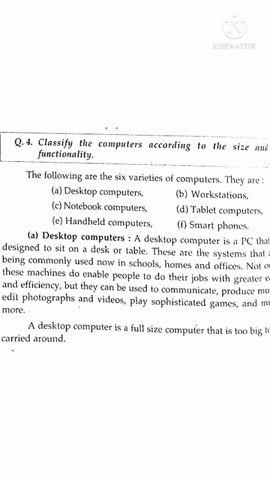 KINEMASTER
Q. 4. Classify the computers according to the size and
functionality.
The following are the six varieties of computers. They are :
(a) Desktop computers, (b) Workstations,
(c) Notebook computers, (d) Tablet computers,
(e) Handheld computers, (f) Smart phones.
(a) Desktop computers : A desktop computer is a PC that
designed to sit on a desk or table. These are the systems that
being commonly used now in schools, homes and offices. Not
these machines do enable people to do their jobs with greater
and efficiency, but they can be used to communicate, produce
edit photographs and videos, play sophisticated games, and
more.
A desktop computer is a full size computer that is too big to
carried around.